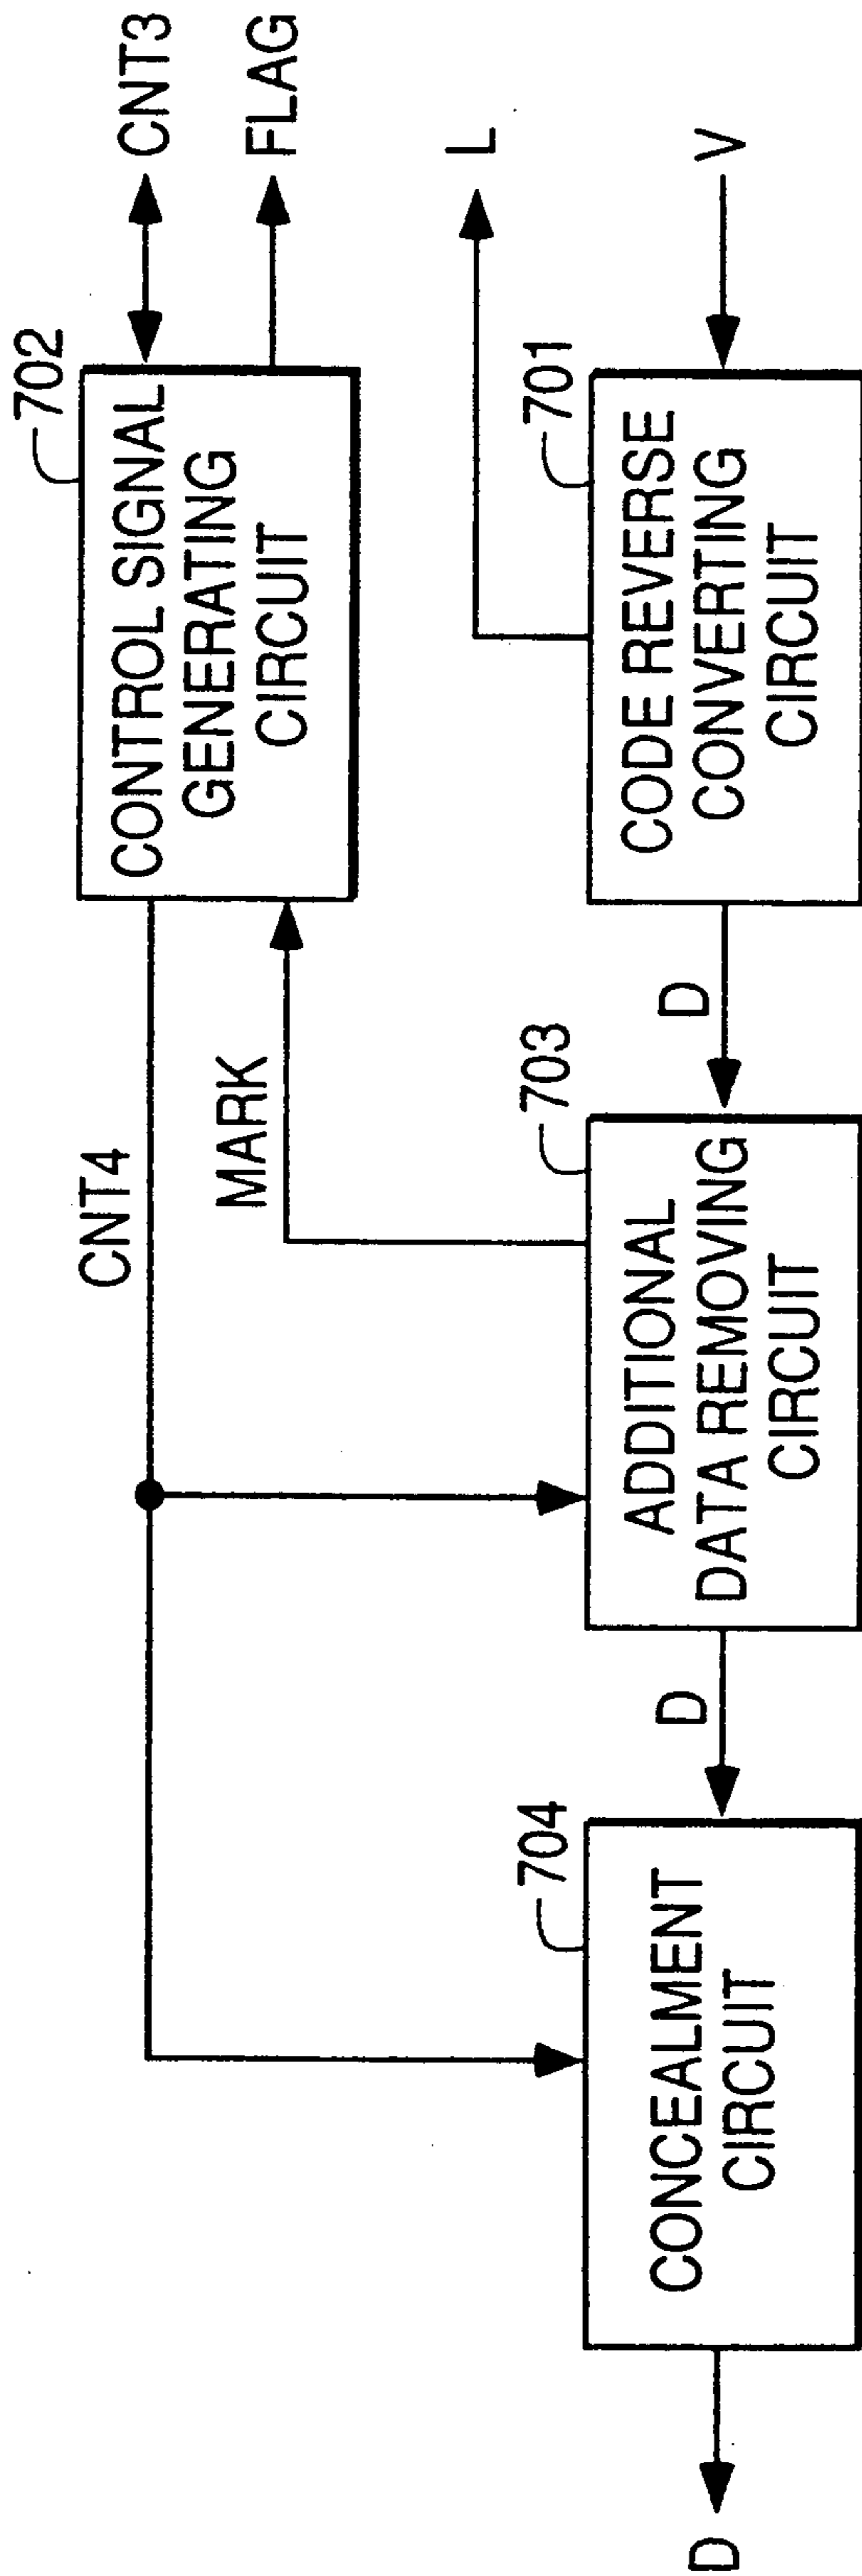 CNT3
FLAG
702
CONTROL SIGNAL
GENERATING
CIRCUIT
CNT4
MARK
L
V
701
CODE REVERSE
CONVERTING
CIRCUIT
D
703
ADDITIONAL
DATA REMOVING
CIRCUIT
D
704
CONCEALMENT
CIRCUIT
D